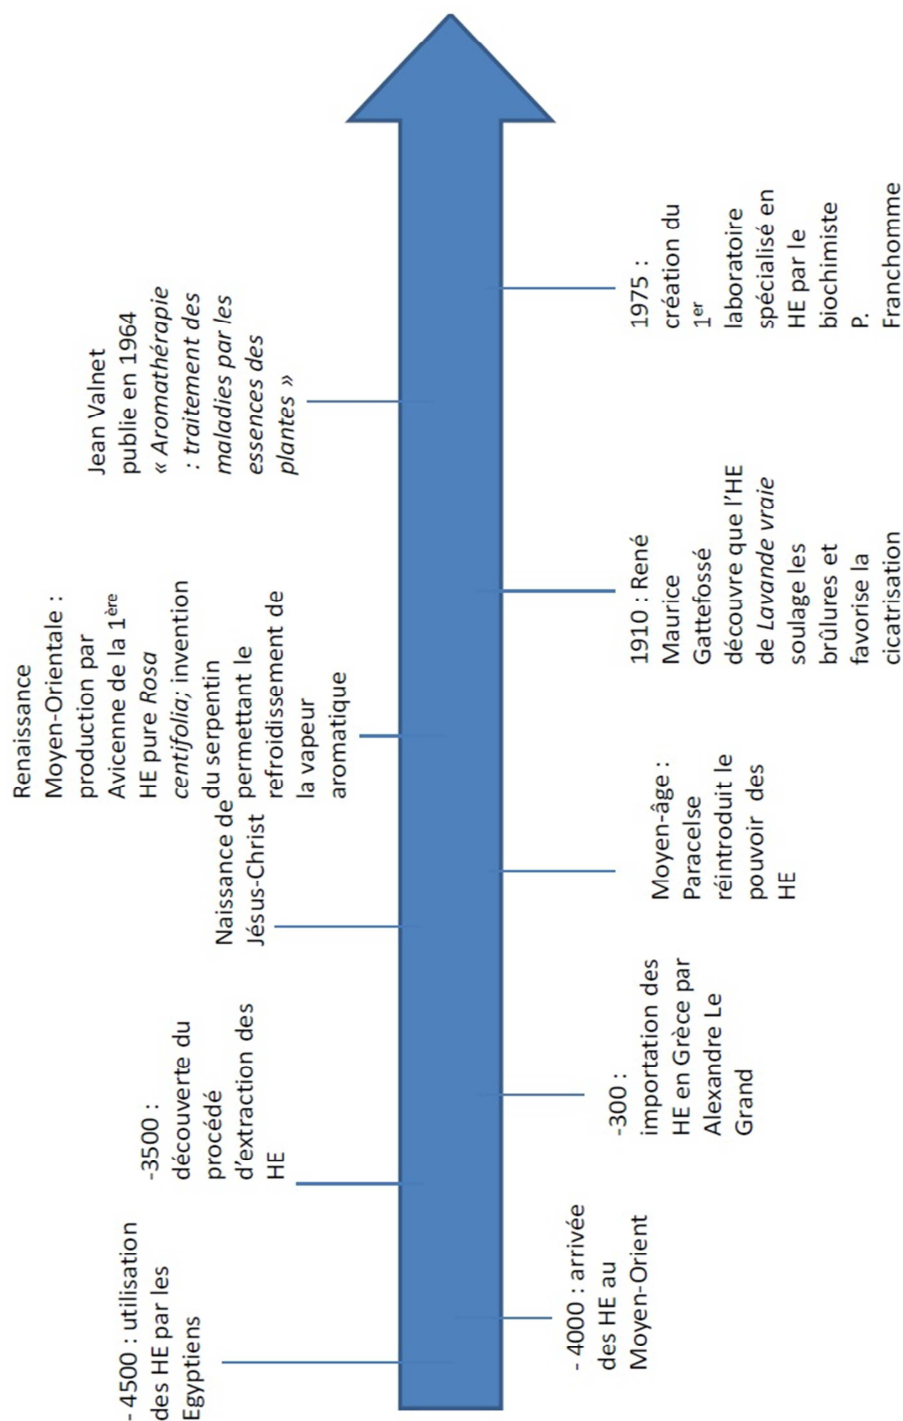 - 4500 : utilisation
des HE par les
Egyptiens
- 4000 : arrivée
des HE au
Moyen-Orient
-3500 :
découverte du
procédé
d’extraction des
HE
-300 :
importation des
HE en Grèce par
Alexandre Le
Grand
Naissance de
Jésus-Christ
Moyen-âge :
Paracelse
réintroduit le
pouvoir des
HE
Renaissance
Moyen-Orientale :
production par
Avicenne de la 1ère
HE pure Rosa
centifolia; invention
du serpentin
permettant le
refroidissement de
la vapeur
aromatique
1910 : René
Maurice
Gattefossé
découvre que l’HE
de Lavande vraie
soulage les
brûlures et
favorise la
cicatrisation
Jean Valnet
publie en 1964
« Aromathérapie
: traitement des
maladies par les
essences des
plantes »
1975 :
création du
1er
laboratoire
spécialisé en
HE par le
biochimiste
P.
Franchomme